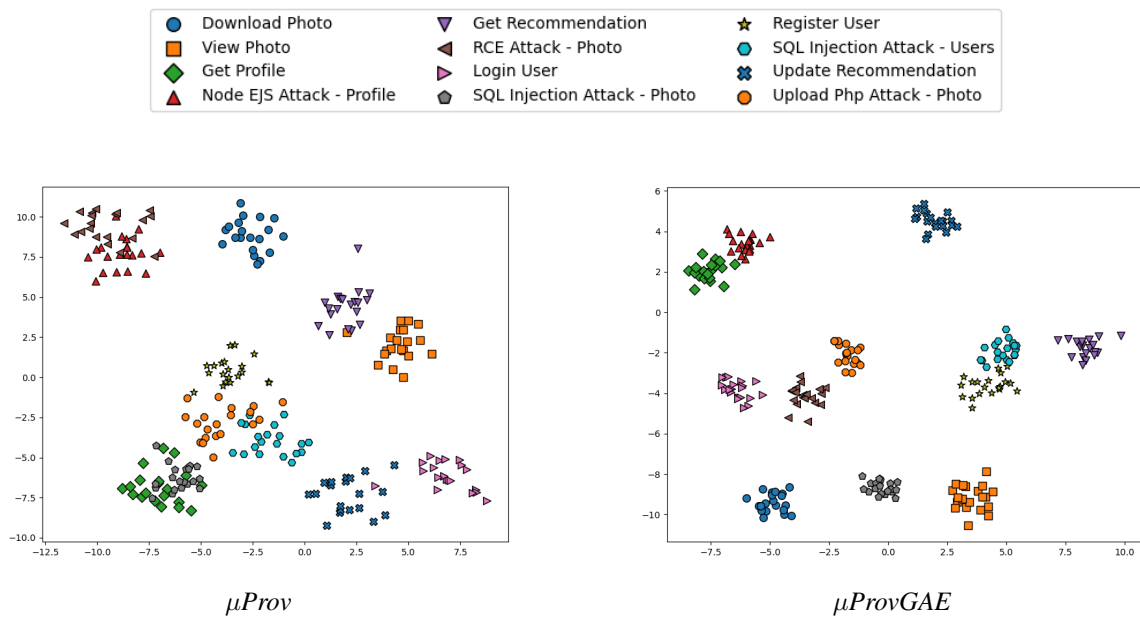 Download Photo
View Photo
Get Profile
Node EJS Attack - Profile
Get Recommendation
RCE Attack - Photo
Login User
SQL Injection Attack - Photo
Register User
SQL Injection Attack - Users
Update Recommendation
Upload Php Attack - Photo
10.0
7.5
5.0
2.5
0.0
−2.5
−5.0
−7.5
−10.0
−12.5 −10.0 −7.5 −5.0 −2.5 0.0 2.5 5.0 7.5
μProv
6
4
2
0
−2
−4
−6
−8
−10
−7.5 −5.0 −2.5 0.0 2.5 5.0 7.5 10.0
μProvGAE